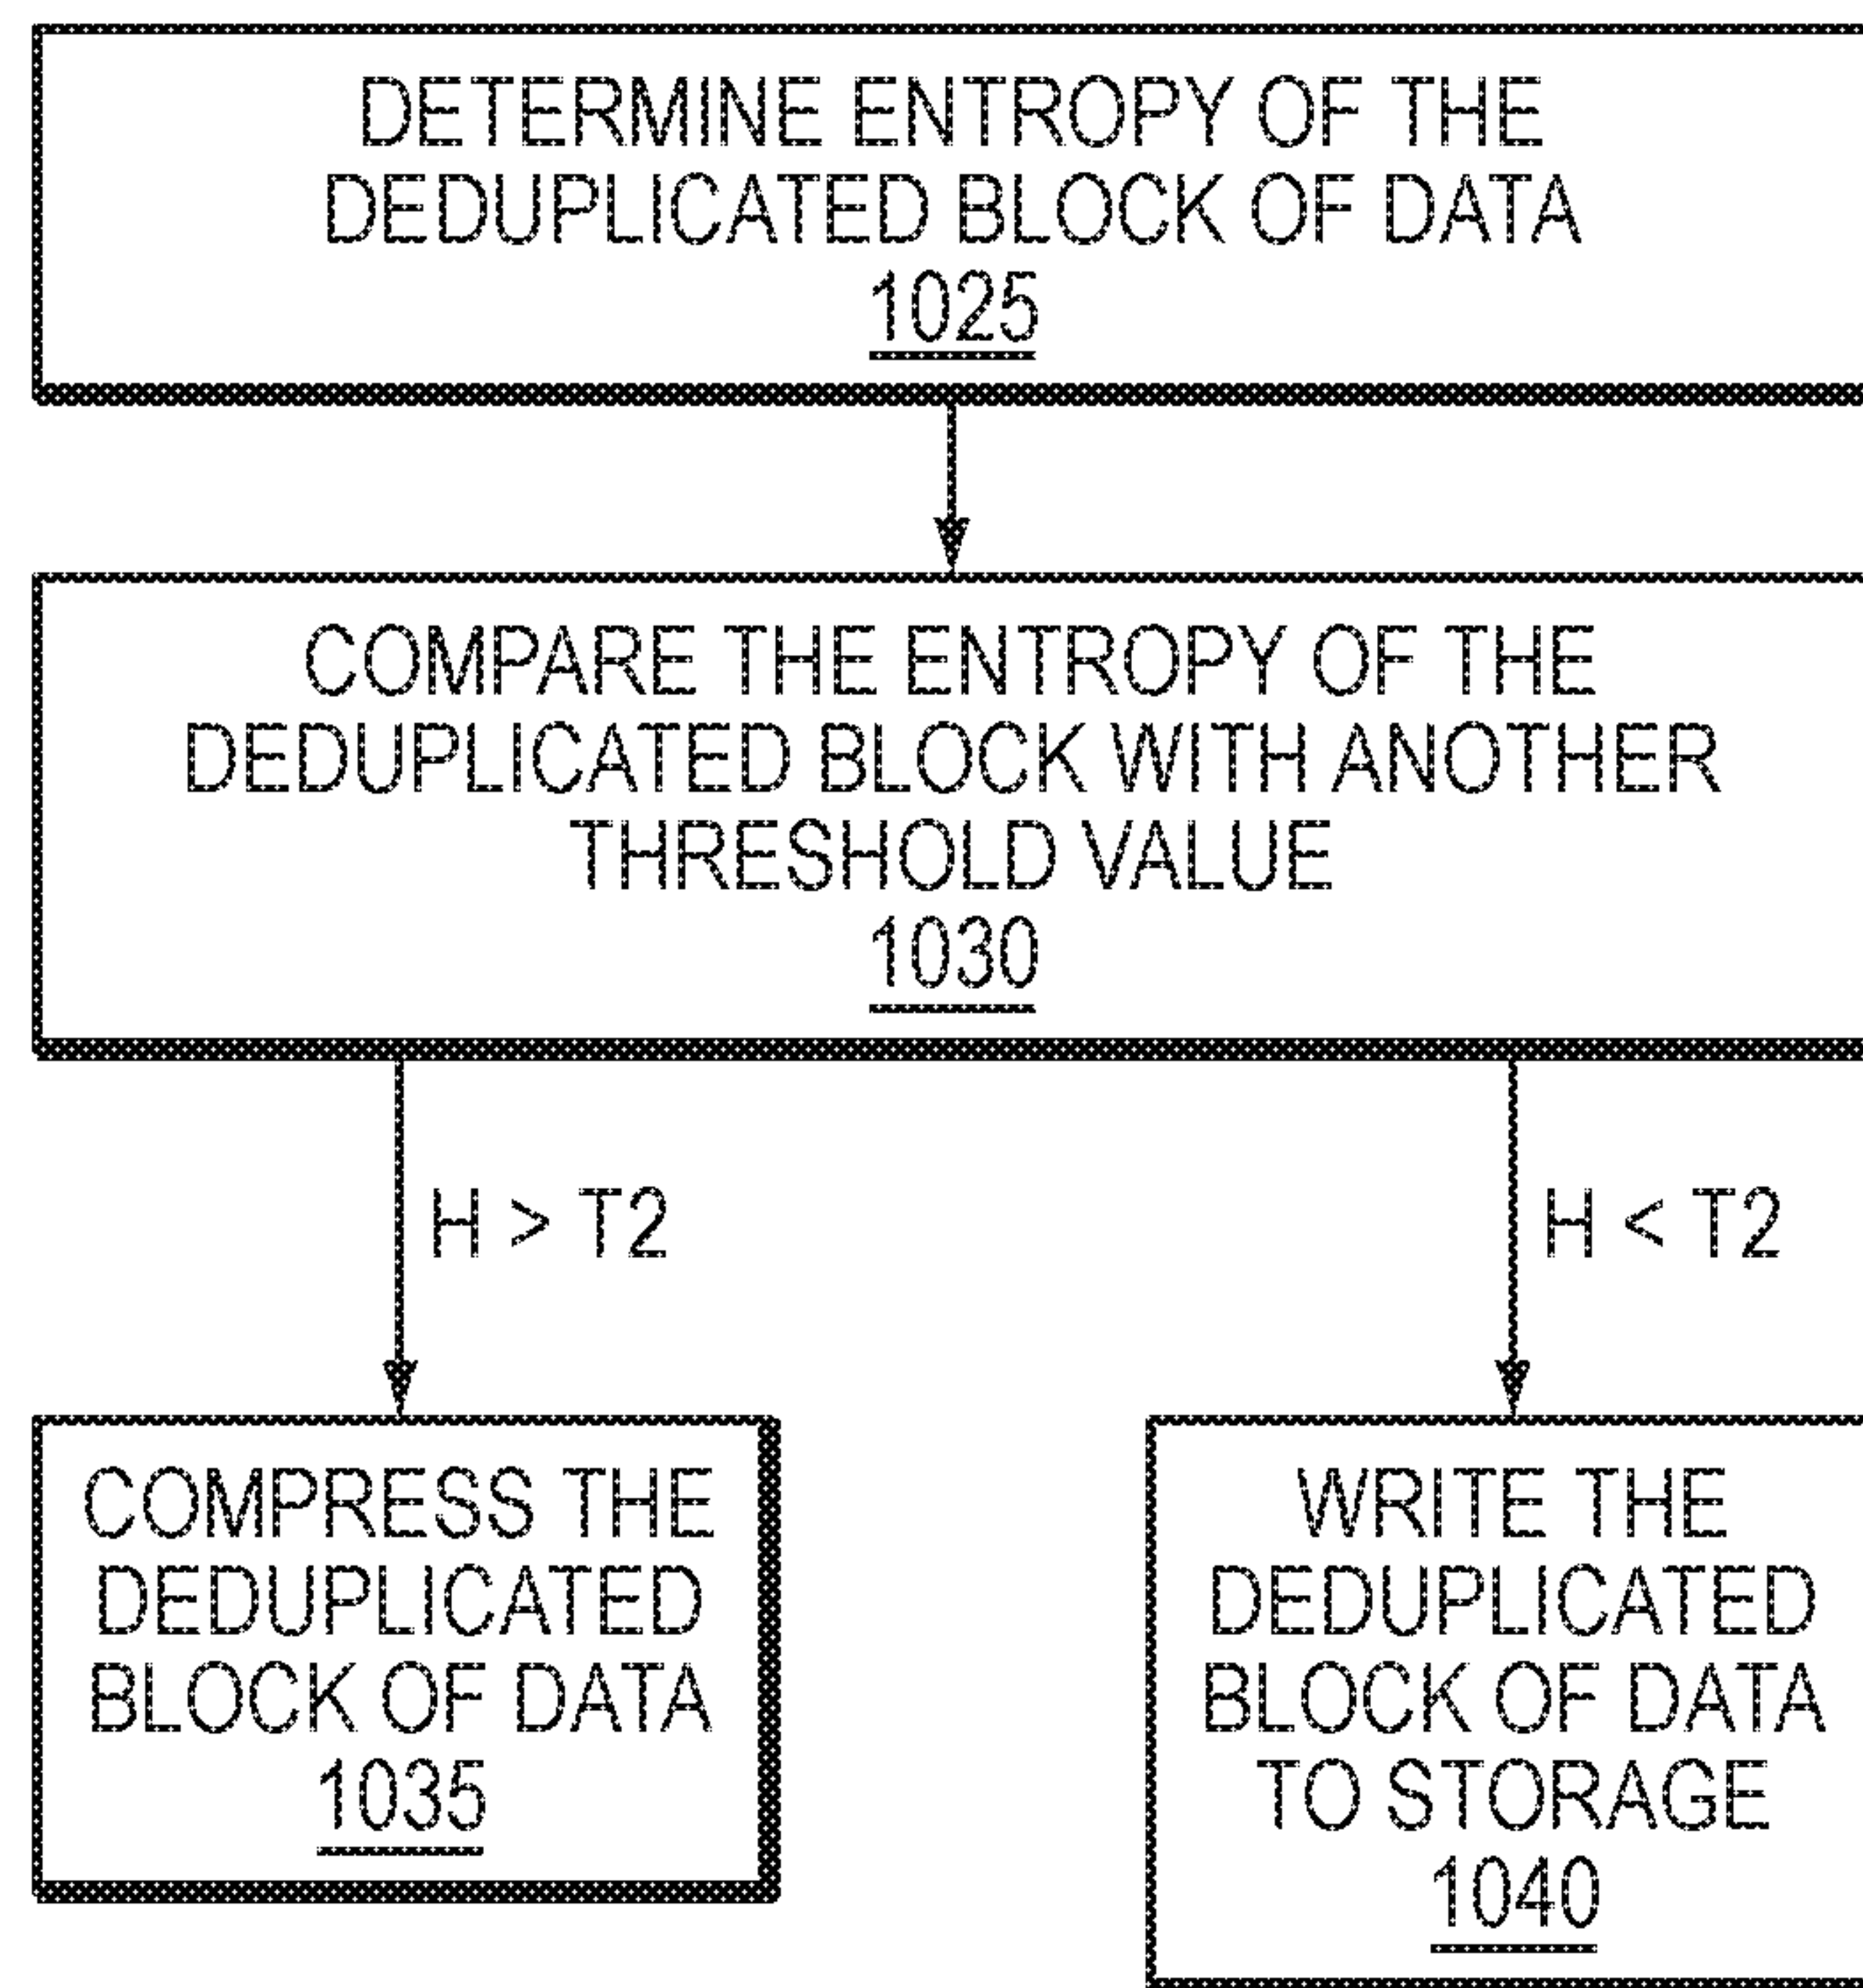 DETERMINE ENTROPY OF THE
DEDUPLICATED BLOCK OF DATA
1025
COMPARE THE ENTROPY OF THE
DEDUPLICATED BLOCK WITH ANOTHER
THRESHOLD VALUE
1030
H > T2
H < T2
COMPRESS THE
DEDUPLICATED
BLOCK OF DATA
1035
WRITE THE
DEDUPLICATED
BLOCK OF DATA
TO STORAGE
1040